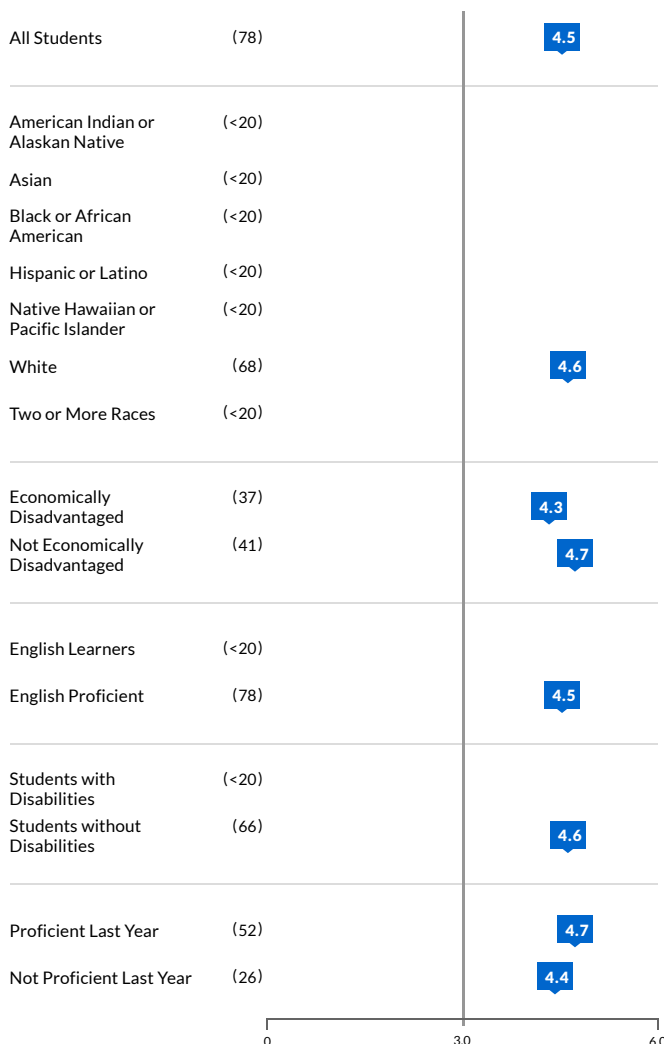 All Students (78) 4.5
American Indian or (<20)
Alaskan Native
Asian (<20)
Black or African (<20)
American
Hispanic or Latino (<20)
Native Hawaiian or (<20)
Pacific Islander
White (68) 4.6
Two or More Races (<20)
Economically (37) 4.3
Disadvantaged
Not Economically (41) 4.7
Disadvantaged
English Learners (<20)
English Proficient (78) 4.5
Students with (<20)
Disabilities
Students without (66) 4.6
Disabilities
Proficient Last Year (52) 4.7
Not Proficient Last Year (26) 4.4
0 3.0 6.0